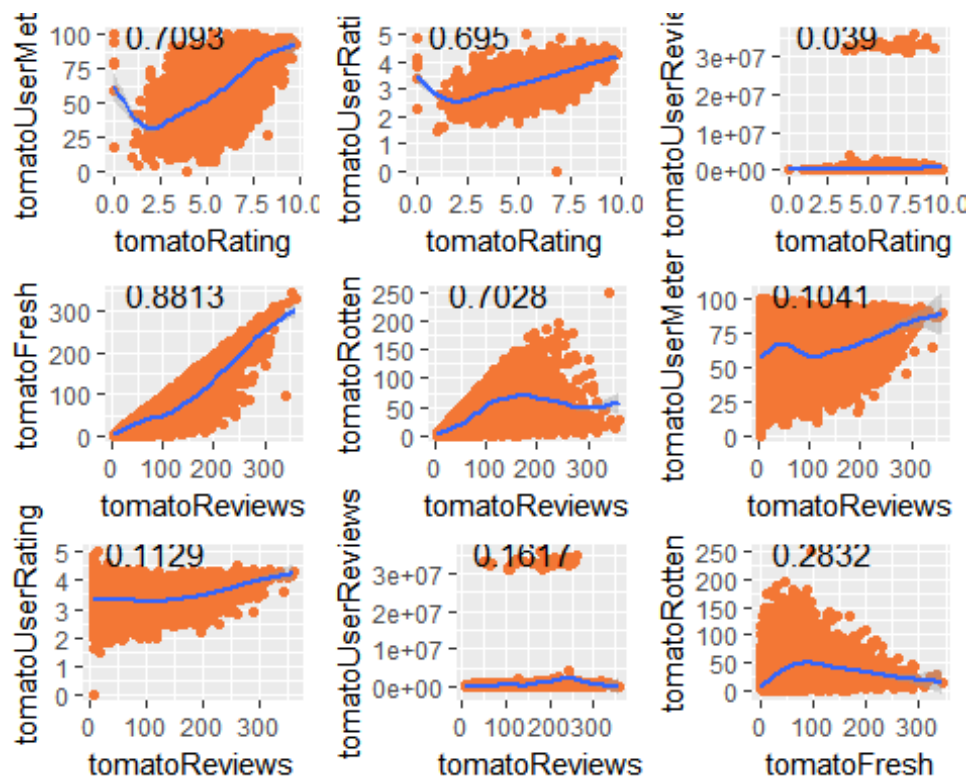 tomatoUserMet
100
75
50
25
0
0.7093
0.0 2.5 5.0 7.5 10.0
tomatoRating
tomatoUserRati
5
4
3
2
1
0
0.695
0.0 2.5 5.0 7.5 10.0
tomatoRating
tomatoUserRevie
3e+07
2e+07
1e+07
0e+00
0.039
0.0 2.5 5.0 7.5 10.0
tomatoRating
tomatoFresh
300
200
100
0
0.8813
0 100 200 300
tomatoReviews
tomatoRotten
250
200
150
100
50
0
0.7028
0 100 200 300
tomatoReviews
tomatoUserMeter
100
75
50
25
0
0.1041
0 100 200 300
tomatoReviews
tomatoUserRating
5
4
3
2
1
0
0.1129
0 100 200 300
tomatoReviews
tomatoUserReviews
3e+07
2e+07
1e+07
0e+00
0.1617
0 100 200 300
tomatoReviews
tomatoRotten
250
200
150
100
50
0
0.2832
0 100 200 300
tomatoFresh